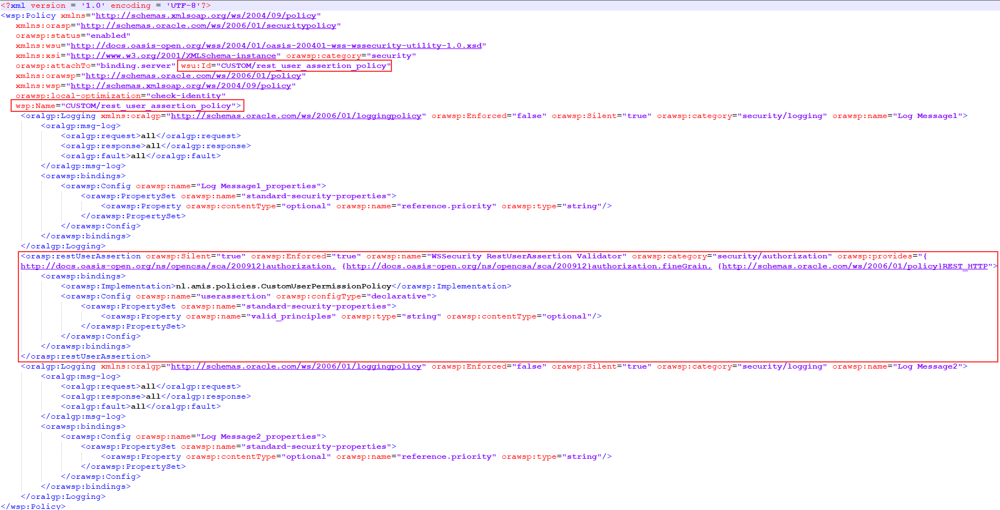 <?xml version = '1.0' encoding = 'UTF-8'?>
<wsp:Policy xmlns="http://schemas.xmlsoap.org/ws/2004/09/policy"
xmlns:orasp="http://schemas.oracle.com/ws/2006/01/securitypolicy"
orawsp:status="enabled"
xmlns:wsu="http://docs.oasis-open.org/wss/2004/01/oasis-200401-wss-wssecurity-utility-1.0.xsd"
xmlns:xsi="http://www.w3.org/2001/XMLSchema-instance" orawsp:category="security"
orawsp:attachTo="binding.server" wsu:Id="CUSTOM/rest_user_assertion_policy"
xmlns:orawsp="http://schemas.oracle.com/ws/2006/01/policy"
xmlns:wsp="http://schemas.xmlsoap.org/ws/2004/09/policy"
orawsp:local-optimization="check-identity"
wsp:Name="CUSTOM/rest_user_assertion_policy">
<oralgp:Logging xmlns:oralgp="http://schemas.oracle.com/ws/2006/01/loggingpolicy" orawsp:Enforced="false" orawsp:Silent="true" orawsp:category="security/logging" orawsp:name="Log Message1">
<oralgp:msg-log>
<oralgp:request>all</oralgp:request>
<oralgp:response>all</oralgp:response>
<oralgp:fault>all</oralgp:fault>
</oralgp:msg-log>
<orawsp:bindings>
<orawsp:Config orawsp:name="Log Message1_properties">
<orawsp:PropertySet orawsp:name="standard-security-properties">
<orawsp:Property orawsp:contentType="optional" orawsp:name="reference.priority" orawsp:type="string"/>
</orawsp:PropertySet>
</orawsp:Config>
</orawsp:bindings>
</oralgp:Logging>
<orasp:restUserAssertion orawsp:Silent="true" orawsp:Enforced="true" orawsp:name="WSSecurity RestUserAssertion Validator" orawsp:category="security/authorization" orawsp:provides="{
http://docs.oasis-open.org/ns/opencsa/sca/200912}authorization, {http://docs.oasis-open.org/ns/opencsa/sca/200912}authorization.fineGrain, {http://schemas.oracle.com/ws/2006/01/policy}REST_HTTP">
<orawsp:bindings>
<orawsp:Implementation>nl.amis.policies.CustomUserPermissionPolicy</orawsp:Implementation>
<orawsp:Config orawsp:name="userassertion" orawsp:configType="declarative">
<orawsp:PropertySet orawsp:name="standard-security-properties">
<orawsp:Property orawsp:name="valid_principles" orawsp:type="string" orawsp:contentType="optional"/>
</orawsp:PropertySet>
</orawsp:Config>
</orawsp:bindings>
</orasp:restUserAssertion>
<oralgp:Logging xmlns:oralgp="http://schemas.oracle.com/ws/2006/01/loggingpolicy" orawsp:Enforced="false" orawsp:Silent="true" orawsp:category="security/logging" orawsp:name="Log Message2">
<oralgp:msg-log>
<oralgp:request>all</oralgp:request>
<oralgp:response>all</oralgp:response>
<oralgp:fault>all</oralgp:fault>
</oralgp:msg-log>
<orawsp:bindings>
<orawsp:Config orawsp:name="Log Message2_properties">
<orawsp:PropertySet orawsp:name="standard-security-properties">
<orawsp:Property orawsp:contentType="optional" orawsp:name="reference.priority" orawsp:type="string"/>
</orawsp:PropertySet>
</orawsp:Config>
</orawsp:bindings>
</oralgp:Logging>
</wsp:Policy>